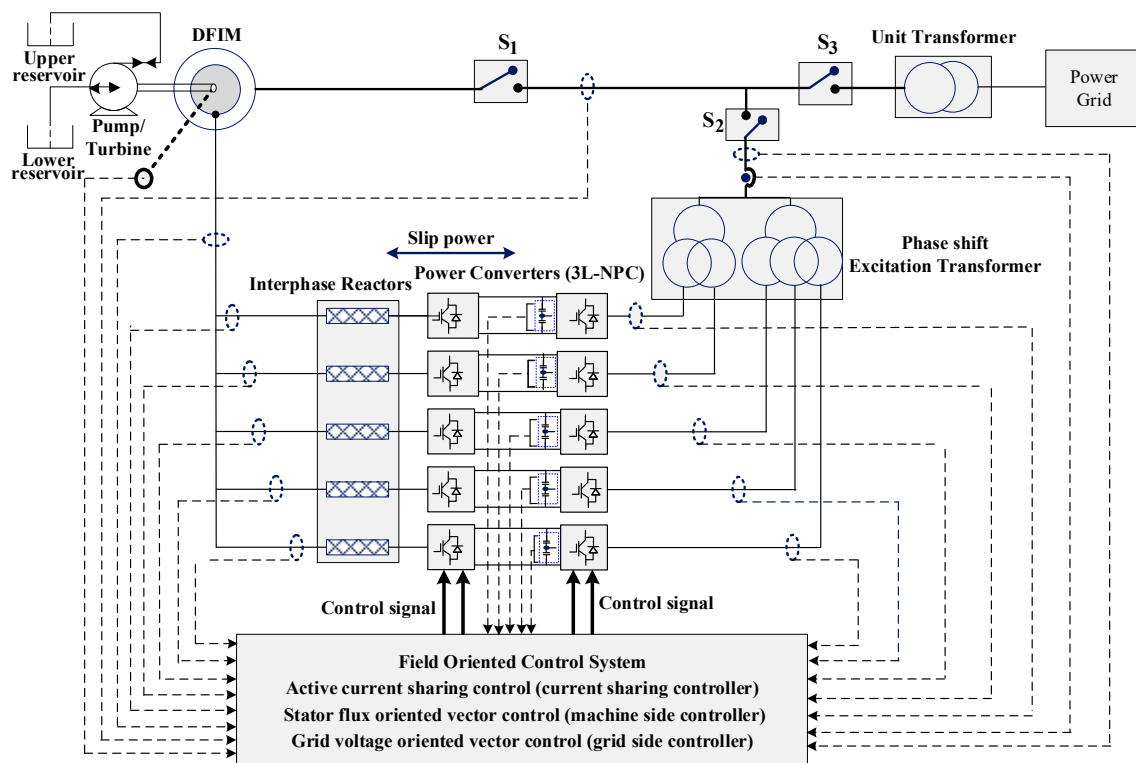 DFIM
S1
S3
Unit Transformer
Upper
reservoir
Power
Grid
Pump/
Turbine
S2
Lower
reservoir
Slip power
Phase shift
Excitation Transformer
Power Converters (3L-NPC)
Interphase Reactors
Control signal
Control signal
Field Oriented Control System
Active current sharing control (current sharing controller)
Stator flux oriented vector control (machine side controller)
Grid voltage oriented vector control (grid side controller)